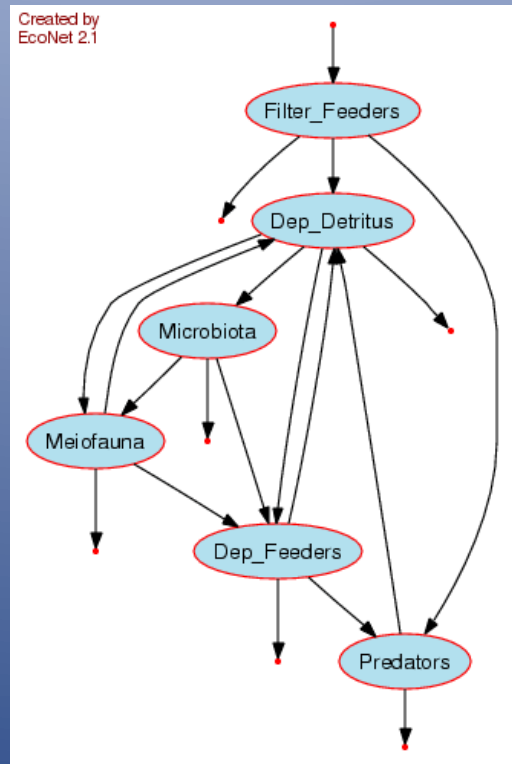 Created by
EcoNet 2.1
Filter_Feeders
Dep_Detritus
Microbiota
Meiofauna
Dep_Feeders
Predators